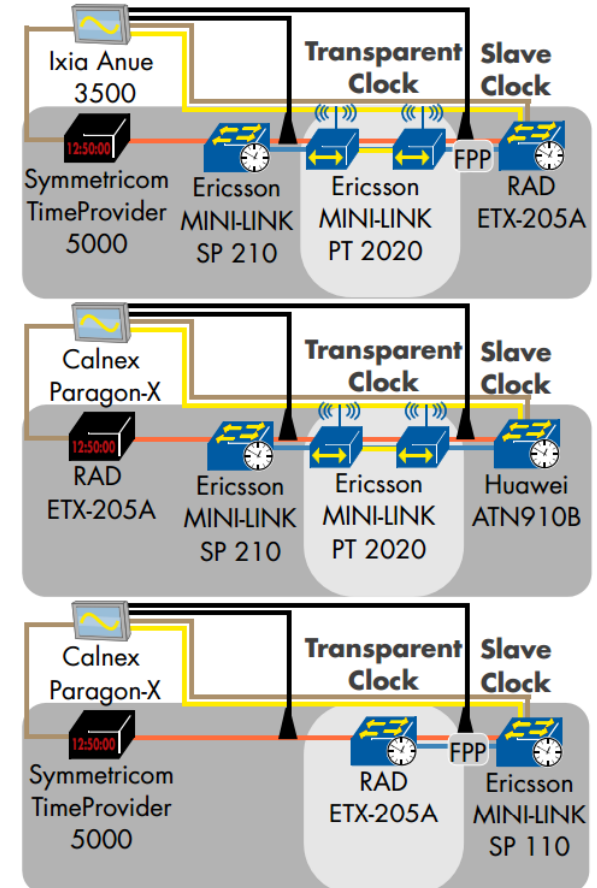 Ixia Anue
3500
Transparent
Clock
Slave
Clock
12:50:00
FPP
Symmetricom
TimeProvider
5000
Ericsson
MINI-LINK
SP 210
Ericsson
MINI-LINK
PT 2020
RAD
ETX-205A
Calnex
Paragon-X
Transparent
Clock
Slave
Clock
12:50:00
RAD
ETX-205A
Ericsson
MINI-LINK
SP 210
Ericsson
MINI-LINK
PT 2020
Huawei
ATN910B
Calnex
Paragon-X
Transparent
Clock
Slave
Clock
12:50:00
FPP
Symmetricom
TimeProvider
5000
RAD
ETX-205A
Ericsson
MINI-LINK
SP 110